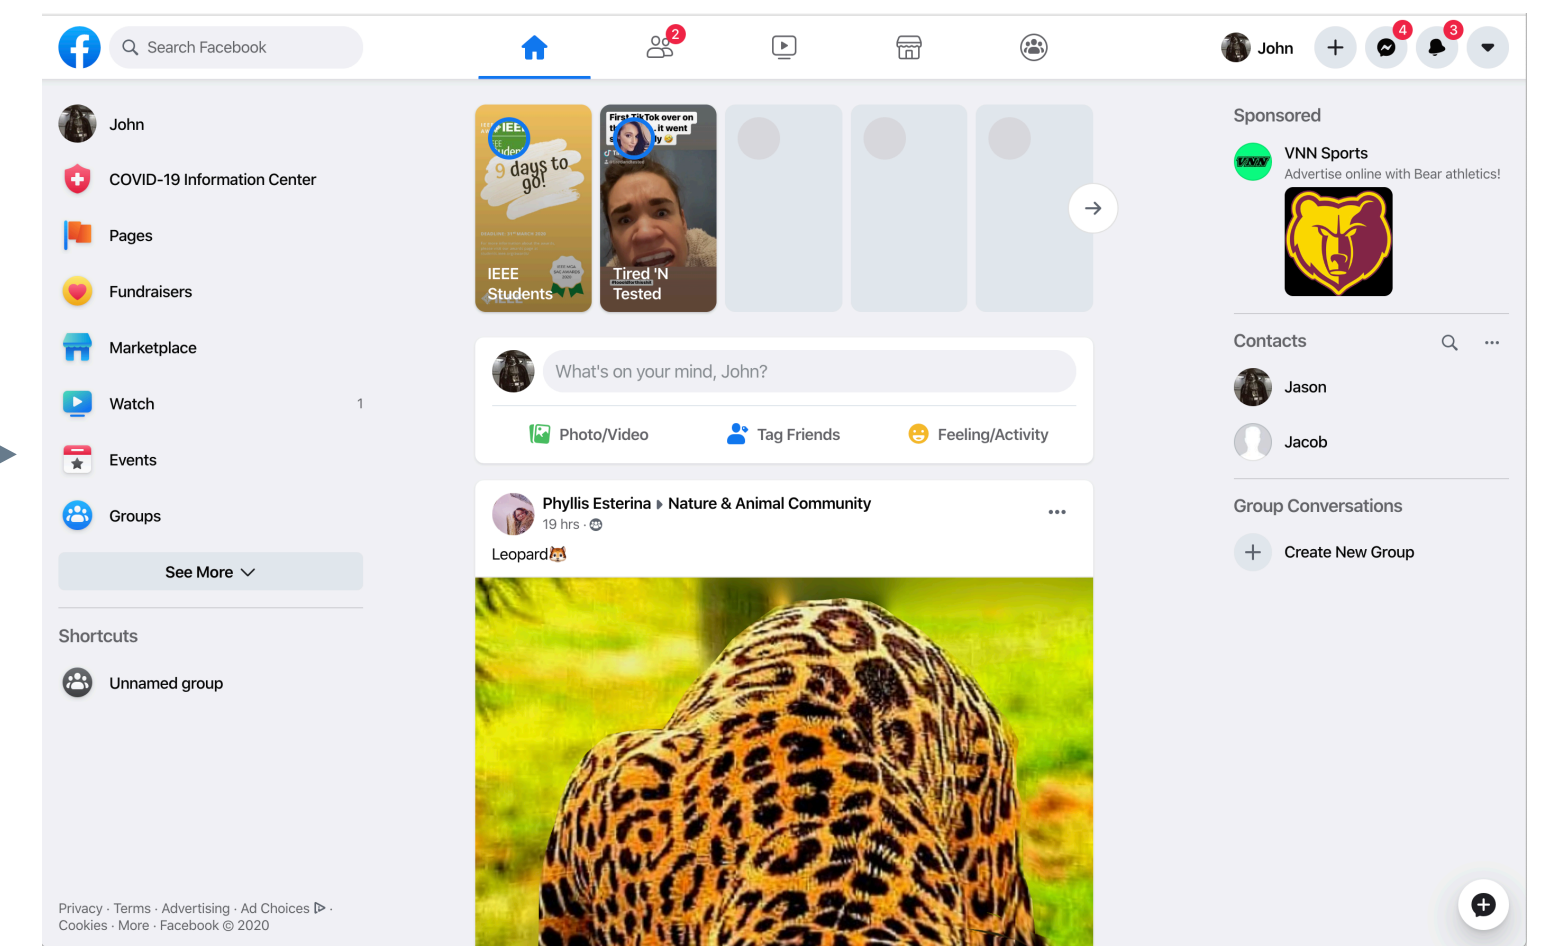 Search Facebook
2
John
4
3
John
COVID-19 Information Center
Pages
Fundraisers
Marketplace
Watch
1
Events
Groups
See More
Shortcuts
Unnamed group
Privacy · Terms · Advertising · Ad Choices ·
Cookies · More · Facebook © 2020
9 days to
go!
IEEE
Students
First TikTok over on
it went
Tired 'N
Tested
What's on your mind, John?
Photo/Video
Tag Friends
Feeling/Activity
Phyllis Esterina
Nature & Animal Community
19 hrs ·
Leopard
Sponsored
VNN
VNN Sports
Advertise online with Bear athletics!
Contacts
Jason
Jacob
Group Conversations
Create New Group